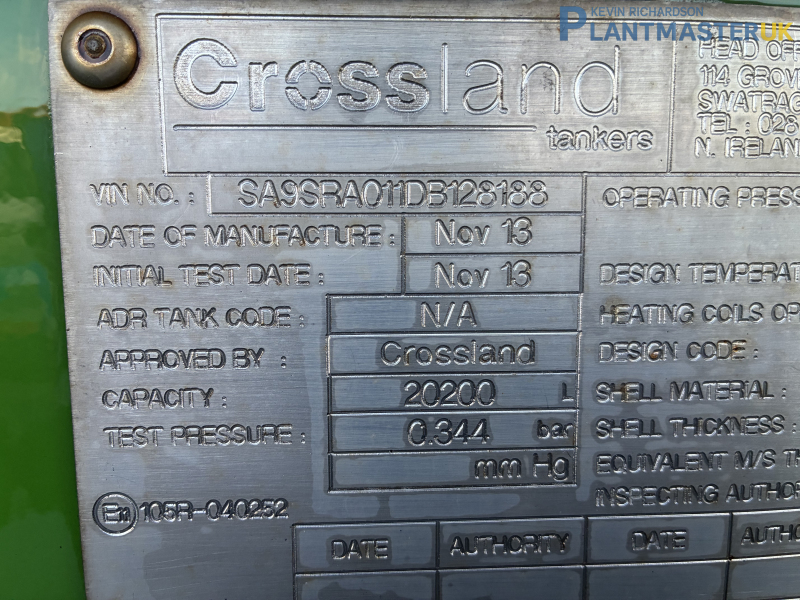 KEVIN RICHARDSON
PLANTMASTERUK
Crossland
tankers
HEAD OFF
114 GROV
SWATRAG
TEL : 028
N. IRELAN
VIN NO. : SA9SRA011DB128188
DATE OF MANUFACTURE : Nov 13
INITIAL TEST DATE : Nov 13
ADR TANK CODE : N/A
APPROVED BY : Crossland
CAPACITY : 20200 L
TEST PRESSURE : 0.344 bar
mm Hg
E11 105R-040252
OPERATING PRESS
DESIGN TEMPERAT
HEATING COILS OP
DESIGN CODE :
SHELL MATERIAL :
SHELL THICKNESS :
EQUIVALENT M/S TH
INSPECTING AUTHOR
DATE AUTHORITY DATE AUTHO